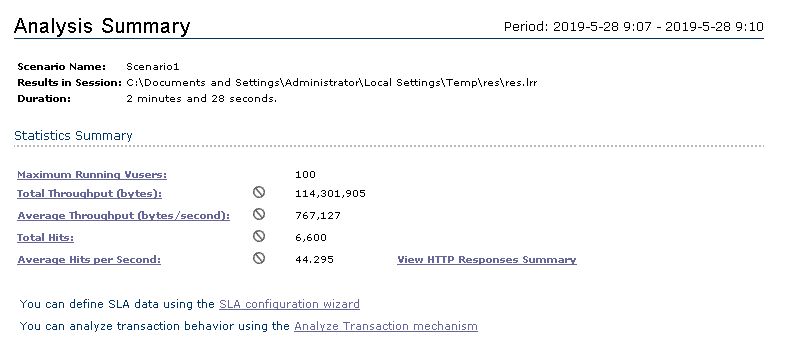 Analysis Summary Period: 2019-5-28 9:07 - 2019-5-28 9:10
Scenario Name: Scenario1
Results in Session: C:\Documents and Settings\Administrator\Local Settings\Temp\res\res.lrr
Duration: 2 minutes and 28 seconds.
Statistics Summary
Maximum Running Vusers: 100
Total Throughput (bytes): 114,301,905
Average Throughput (bytes/second): 767,127
Total Hits: 6,600
Average Hits per Second: 44.295 View HTTP Responses Summary
You can define SLA data using the SLA configuration wizard
You can analyze transaction behavior using the Analyze Transaction mechanism